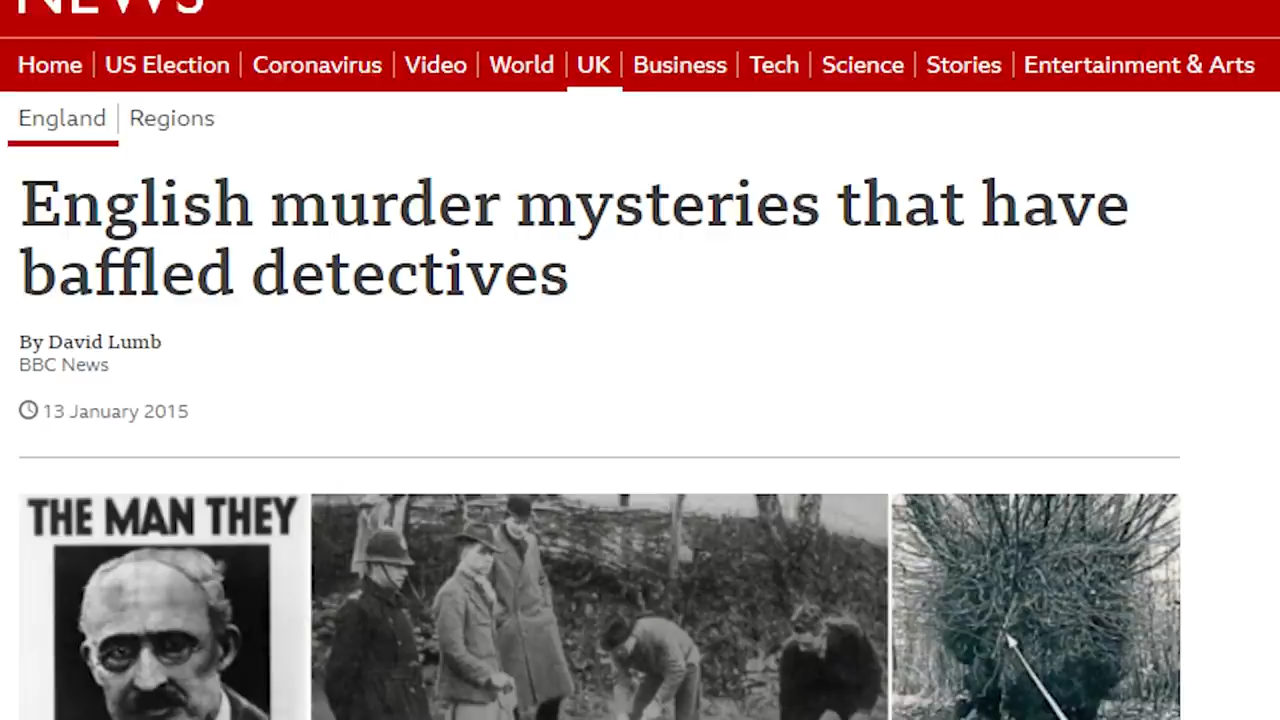 NEWS
Home US Election Coronavirus Video World UK Business Tech Science Stories Entertainment & Arts
England Regions
English murder mysteries that have
baffled detectives
By David Lumb
BBC News
13 January 2015
THE MAN THEY